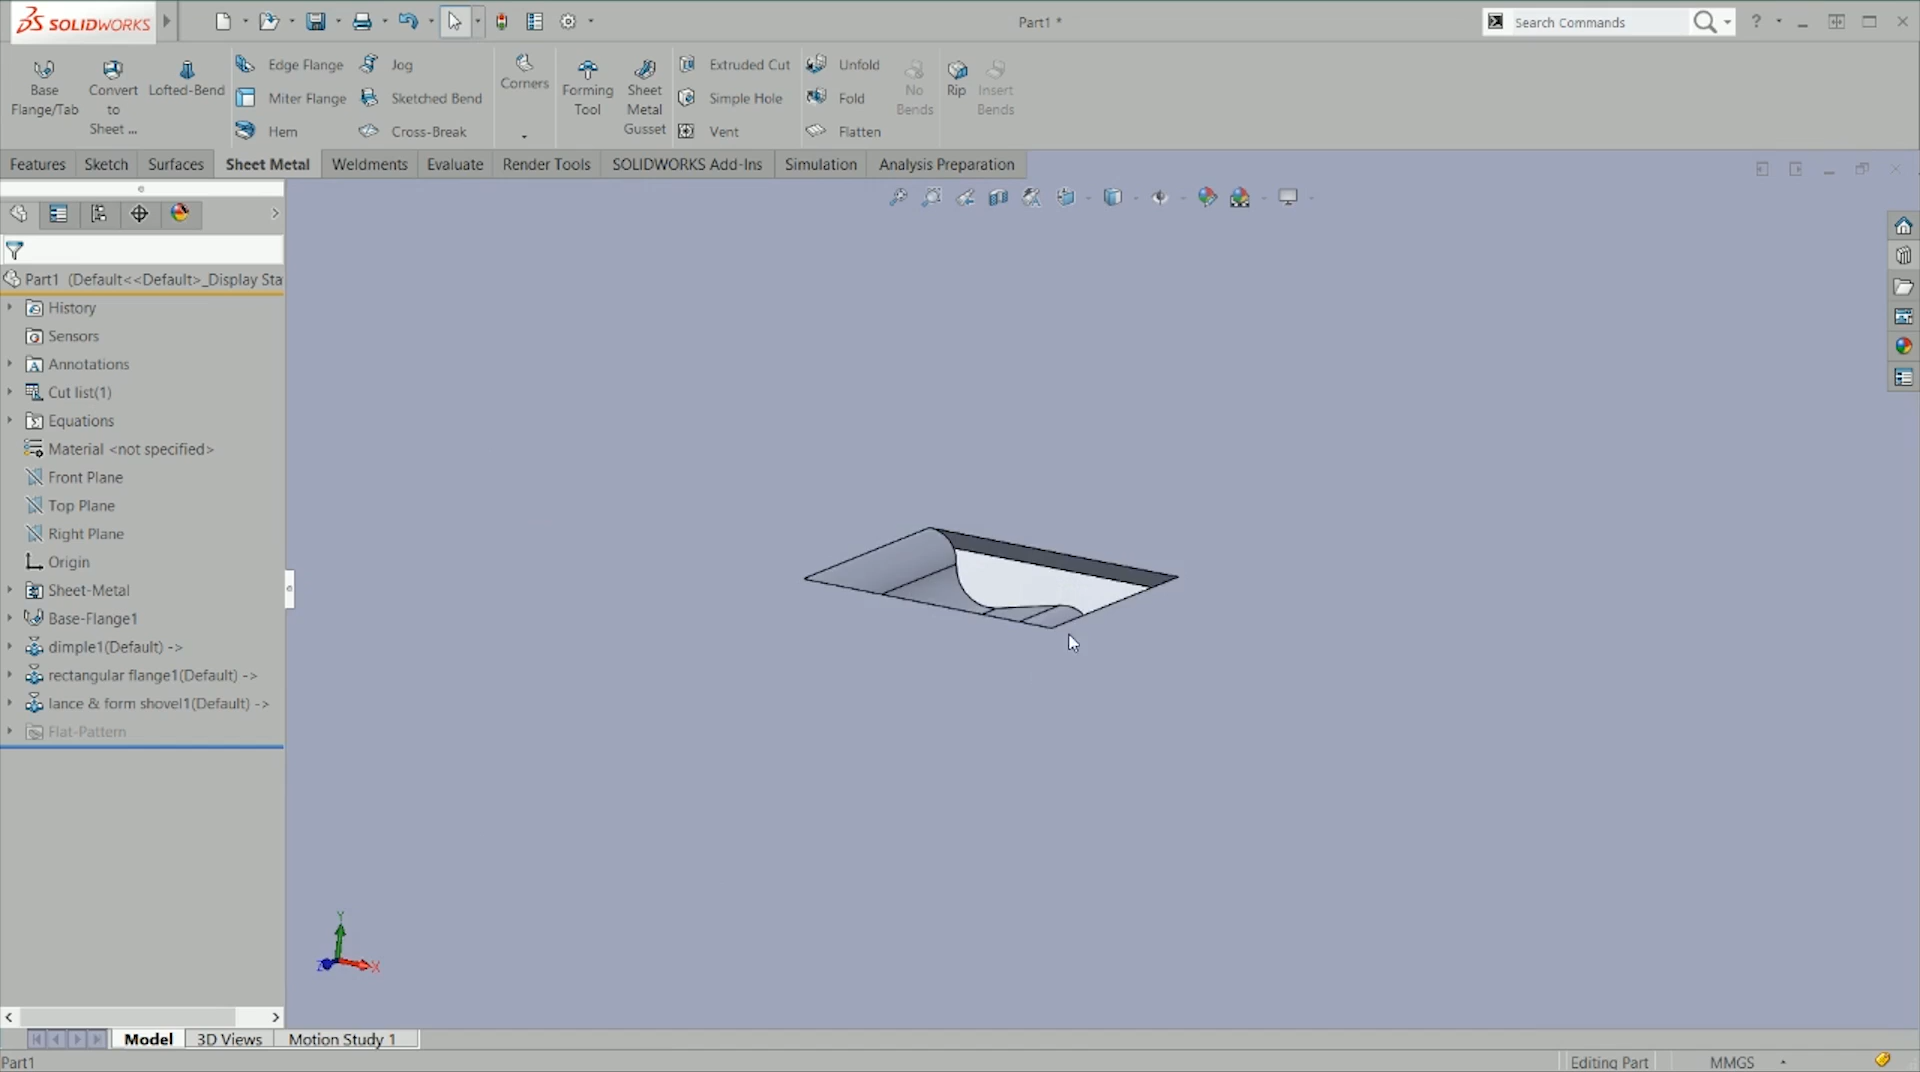 SOLIDWORKS
Part1 *
Search Commands
?
Base
Flange/Tab
Convert
to
Sheet ...
Lofted-Bend
Edge Flange
Miter Flange
Hem
Jog
Sketched Bend
Cross-Break
Corners
Forming
Tool
Sheet
Metal
Gusset
Extruded Cut
Simple Hole
Vent
Unfold
Fold
Flatten
No
Bends
Rip
Insert
Bends
Features Sketch Surfaces Sheet Metal Weldments Evaluate Render Tools SOLIDWORKS Add-Ins Simulation Analysis Preparation
Part1 (Default<<Default>_Display Sta
History
Sensors
Annotations
Cut list(1)
Equations
Material <not specified>
Front Plane
Top Plane
Right Plane
Origin
Sheet-Metal
Base-Flange1
dimple1(Default) ->
rectangular flange1(Default) ->
lance & form shovel1(Default) ->
Flat-Pattern
Y
Z
X
Model 3D Views Motion Study 1
Part1
Editing Part
MMGS